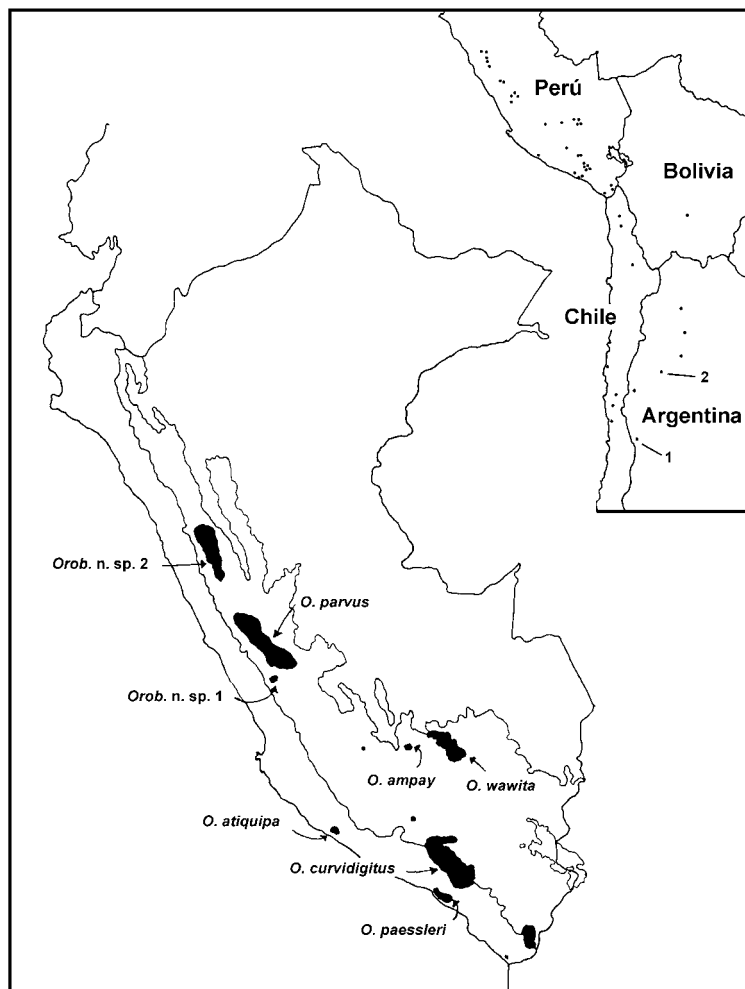 Perú
Bolivia
Chile
2
Argentina
1
Orob. n. sp. 2
O. parvus
Orob. n. sp. 1
O. ampay
O. wawita
O. atiquipa
O. curvidigitus
O. paessleri